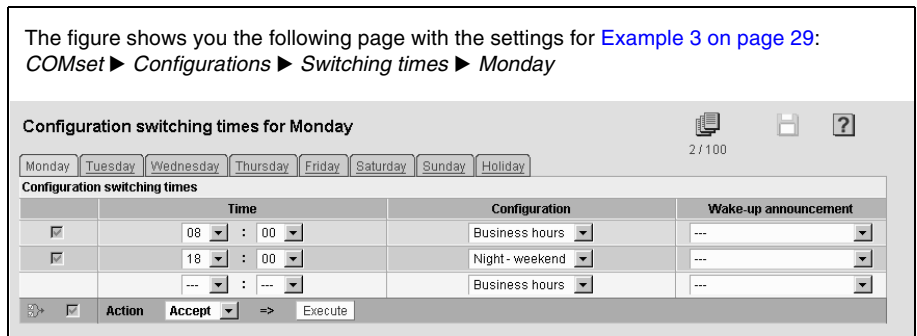 The figure shows you the following page with the settings for Example 3 on page 29:
COMset ▶ Configurations ▶ Switching times ▶ Monday
Configuration switching times for Monday
?
2 / 100
Monday Tuesday Wednesday Thursday Friday Saturday Sunday Holiday
Configuration switching times
Time Configuration Wake-up announcement
08 : 00 Business hours ---
18 : 00 Night - weekend ---
--- : --- Business hours ---
Action Accept => Execute